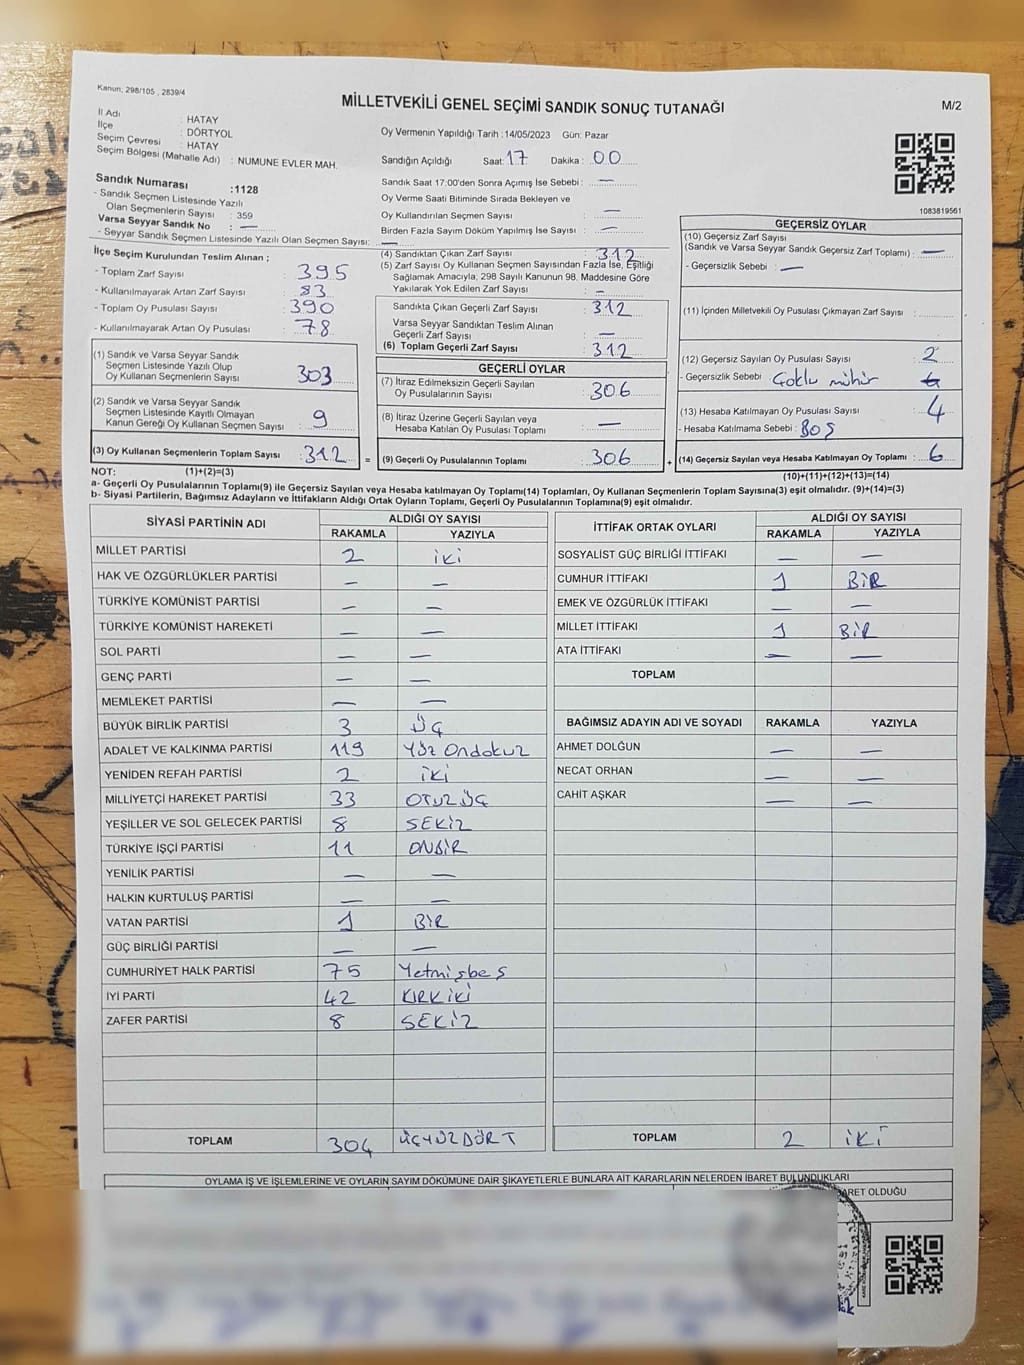 Kanun, 298/105 , 2839/4
MİLLETVEKİLİ GENEL SEÇİMİ SANDIK SONUÇ TUTANAĞI
M/2
İl Adı : HATAY
İlçe : DÖRTYOL
Seçim Çevresi : HATAY
Seçim Bölgesi (Mahalle Adı) : NUMUNE EVLER MAH.
Sandık Numarası :1128
- Sandık Seçmen Listesinde Yazılı
Olan Seçmenlerin Sayısı : 359
Varsa Seyyar Sandık No : —
- Seyyar Sandık Seçmen Listesinde Yazılı Olan Seçmen Sayısı: —
Oy Vermenin Yapıldığı Tarih :14/05/2023 Gün: Pazar
Sandığın Açıldığı Saat: 17 Dakika : 00
Sandık Saat 17:00'den Sonra Açımış İse Sebebi : —
Oy Verme Saati Bitiminde Sırada Bekleyen ve
Oy Kullandırılan Seçmen Sayısı : —
Birden Fazla Sayım Döküm Yapılmış İse Sayısı : —
1083819561
İlçe Seçim Kurulundan Teslim Alınan ;
- Toplam Zarf Sayısı : 395
- Kullanılmayarak Artan Zarf Sayısı : 83
- Toplam Oy Pusulası Sayısı : 390
- Kullanılmayarak Artan Oy Pusulası : 78
(1) Sandık ve Varsa Seyyar Sandık
Seçmen Listesinde Yazılı Olup
Oy Kullanan Seçmenlerin Sayısı : 303
(2) Sandık ve Varsa Seyyar Sandık
Seçmen Listesinde Kayıtlı Olmayan
Kanun Gereği Oy Kullanan Seçmen Sayısı : 9
(3) Oy Kullanan Seçmenlerin Toplam Sayısı : 312 =
(4) Sandıktan Çıkan Zarf Sayısı : 312
(5) Zarf Sayısı Oy Kullanan Seçmen Sayısından Fazla İse, Eşitliği
Sağlamak Amacıyla; 298 Sayılı Kanunun 98. Maddesine Göre
Yakılarak Yok Edilen Zarf Sayısı : —
Sandıkta Çıkan Geçerli Zarf Sayısı : 312
Varsa Seyyar Sandıktan Teslim Alınan
Geçerli Zarf Sayısı : —
(6) Toplam Geçerli Zarf Sayısı : 312
GEÇERLİ OYLAR
(7) İtiraz Edilmeksizin Geçerli Sayılan
Oy Pusulalarının Sayısı : 306
(8) İtiraz Üzerine Geçerli Sayılan veya
Hesaba Katılan Oy Pusulası Toplamı : —
(9) Geçerli Oy Pusulalarının Toplamı : 306 +
GEÇERSİZ OYLAR
(10) Geçersiz Zarf Sayısı
(Sandık ve Varsa Seyyar Sandık Geçersiz Zarf Toplamı) : —
- Geçersizlik Sebebi : —
(11) İçinden Milletvekili Oy Pusulası Çıkmayan Zarf Sayısı :
(12) Geçersiz Sayılan Oy Pusulası Sayısı : 2
- Geçersizlik Sebebi : Çoklu mühür
(13) Hesaba Katılmayan Oy Pusulası Sayısı : 4
- Hesaba Katılmama Sebebi : BOŞ
(14) Geçersiz Sayılan veya Hesaba Katılmayan Oy Toplamı : 6
NOT: (1)+(2)=(3)
(10)+(11)+(12)+(13)=(14)
a- Geçerli Oy Pusulalarının Toplamı(9) ile Geçersiz Sayılan veya Hesaba katılmayan Oy Toplamı(14) Toplamları, Oy Kullanan Seçmenlerin Toplam Sayısına(3) eşit olmalıdır. (9)+(14)=(3)
b- Siyasi Partilerin, Bağımsız Adayların ve İttifakların Aldığı Ortak Oyların Toplamı, Geçerli Oy Pusulalarının Toplamına(9) eşit olmalıdır.
SİYASİ PARTİNİN ADI ALDIĞI OY SAYISI
RAKAMLA YAZIYLA
MİLLET PARTİSİ 2 iKi
HAK VE ÖZGÜRLÜKLER PARTİSİ — —
TÜRKİYE KOMÜNİST PARTİSİ — —
TÜRKİYE KOMÜNİST HAREKETİ — —
SOL PARTİ — —
GENÇ PARTİ — —
MEMLEKET PARTİSİ — —
BÜYÜK BİRLİK PARTİSİ 3 ÜÇ
ADALET VE KALKINMA PARTİSİ 119 Yüz Ondokuz
YENİDEN REFAH PARTİSİ 2 iKi
MİLLİYETÇİ HAREKET PARTİSİ 33 OTUZ ÜÇ
YEŞİLLER VE SOL GELECEK PARTİSİ 8 SEKİZ
TÜRKİYE İŞÇİ PARTİSİ 11 ONBİR
YENİLİK PARTİSİ — —
HALKIN KURTULUŞ PARTİSİ — —
VATAN PARTİSİ 1 BİR
GÜÇ BİRLİĞİ PARTİSİ — —
CUMHURİYET HALK PARTİSİ 75 Yetmişbeş
İYİ PARTİ 42 KIRK İKİ
ZAFER PARTİSİ 8 SEKİZ
TOPLAM 304 ÜÇYÜZDÖRT
İTTİFAK ORTAK OYLARI ALDIĞI OY SAYISI
RAKAMLA YAZIYLA
SOSYALİST GÜÇ BİRLİĞİ İTTİFAKI — —
CUMHUR İTTİFAKI 1 BİR
EMEK VE ÖZGÜRLÜK İTTİFAKI — —
MİLLET İTTİFAKI 1 BİR
ATA İTTİFAKI — —
TOPLAM
BAĞIMSIZ ADAYIN ADI VE SOYADI RAKAMLA YAZIYLA
AHMET DOLĞUN — —
NECAT ORHAN — —
CAHİT AŞKAR — —
TOPLAM 2 İKİ
OYLAMA İŞ VE İŞLEMLERİNE VE OYLARIN SAYIM DÖKÜMÜNE DAİR ŞİKAYETLERLE BUNLARA AİT KARARLARIN NELERDEN İBARET BULUNDUKLARI
BARET OLDUĞU